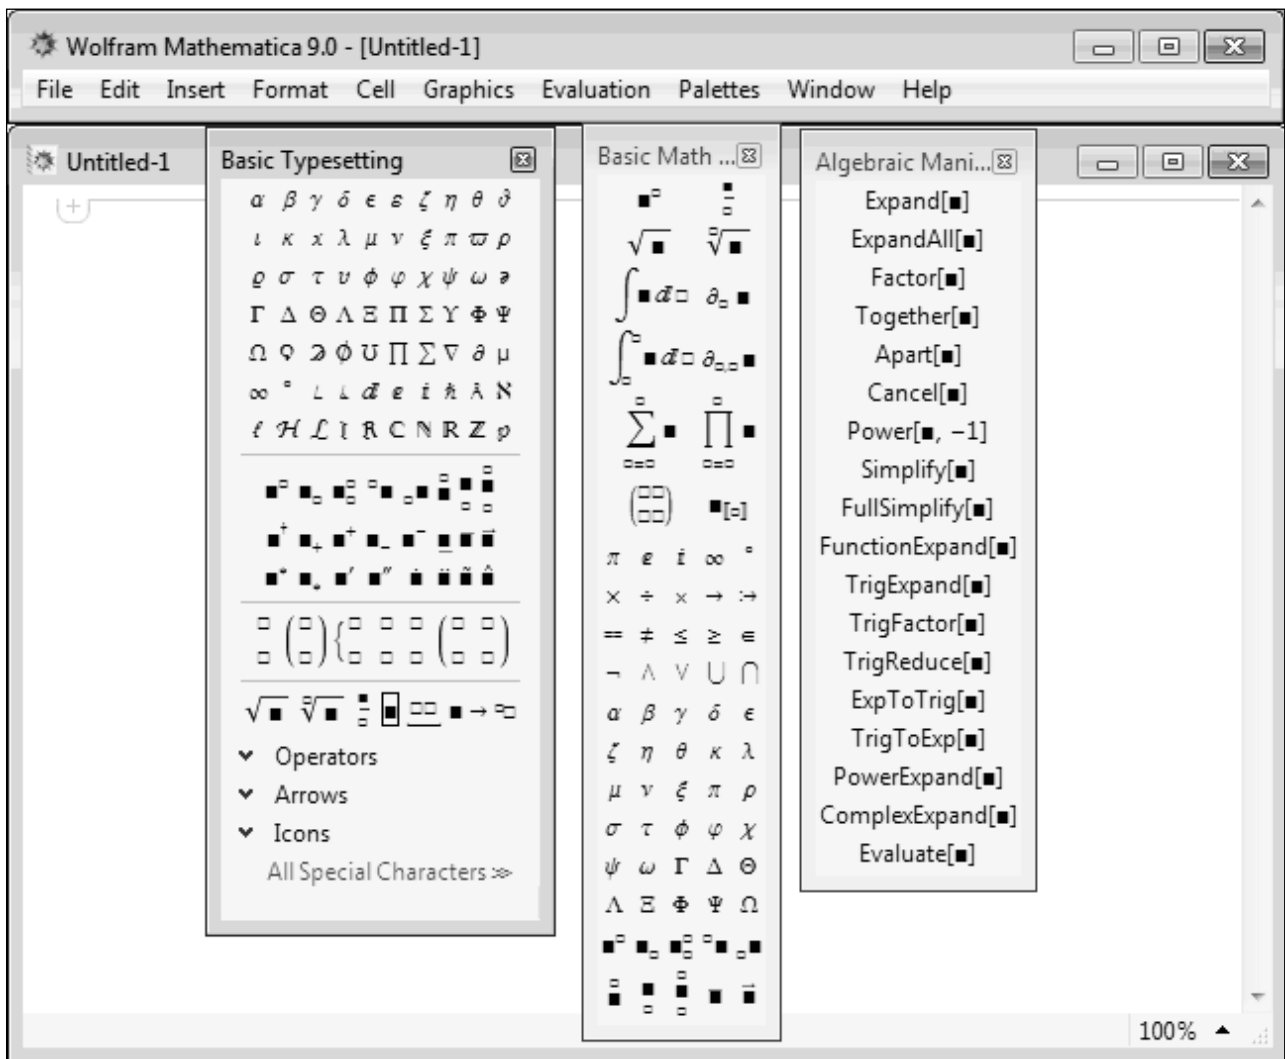 Wolfram Mathematica 9.0 - [Untitled-1]
File Edit Insert Format Cell Graphics Evaluation Palettes Window Help
Untitled-1
Basic Typesetting
α β γ δ ϵ ε ζ η θ ϑ
ι κ ϰ λ μ ν ξ π ϖ ρ
ϱ σ τ υ ϕ φ χ ψ ω
Γ Δ Θ Λ Ξ Π Σ ϒ Φ Ψ
Ω ∏ ∑ ∇ ∂ μ
∞ ° ⅆ ⅇ ⅈ ℏ Å ℵ
ℓ ℋ ℒ ℂ ℕ ℝ ℤ ℘
■□ ■□ ■□□ □■ □■ □■ ■□ □■□
■† ■+ ■+ ■- ■- ■ ■ ■
■* ■* ■′ ■″ ■ ■ ■ ■
√■ □√■ ■/□ ■ □□ ■ → □□
Operators
Arrows
Icons
All Special Characters ≫
Basic Math ...
■□ ■/□
√■ □√■
∫■ⅆ□ ∂□ ■
∫□□ ■ⅆ□ ∂□,□ ■
∑ □ □=□ ■ ∏ □ □=□ ■
(□□ □□) ■[□]
π ⅇ ⅈ ∞ °
× ÷ × → :→
== ≠ ≤ ≥ ∈
¬ ∧ ∨ ∪ ∩
α β γ δ ϵ
ζ η θ κ λ
μ ν ξ π ρ
σ τ ϕ φ χ
ψ ω Γ Δ Θ
Λ Ξ Φ Ψ Ω
■□ ■□ ■□□ □■ □■
□■ ■□ □■□ ■ ■
Algebraic Mani...
Expand[■]
ExpandAll[■]
Factor[■]
Together[■]
Apart[■]
Cancel[■]
Power[■, −1]
Simplify[■]
FullSimplify[■]
FunctionExpand[■]
TrigExpand[■]
TrigFactor[■]
TrigReduce[■]
ExpToTrig[■]
TrigToExp[■]
PowerExpand[■]
ComplexExpand[■]
Evaluate[■]
100%